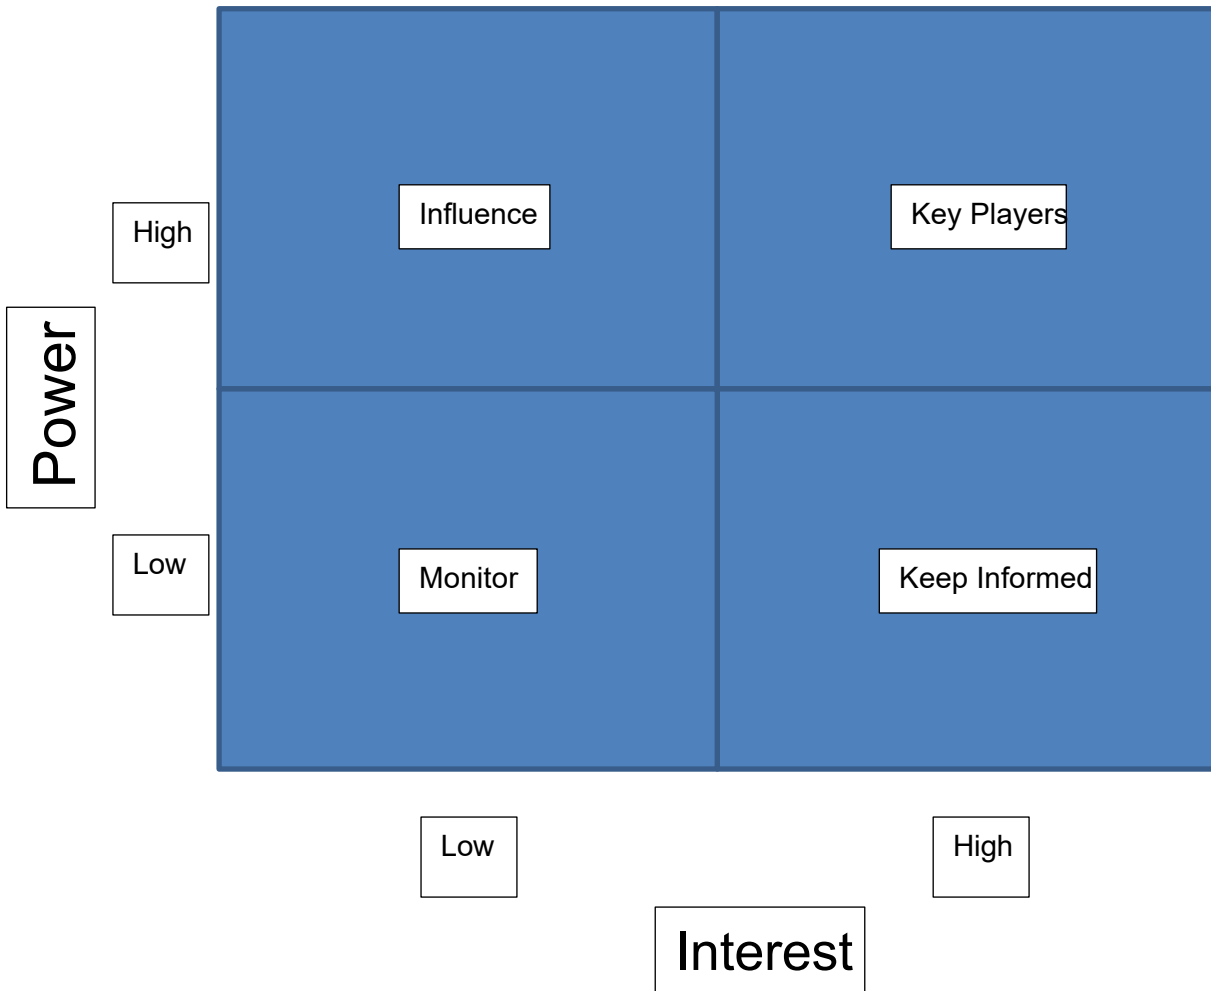 Influence
Key Players
High
Power
Low
Monitor
Keep Informed
Low
High
Interest